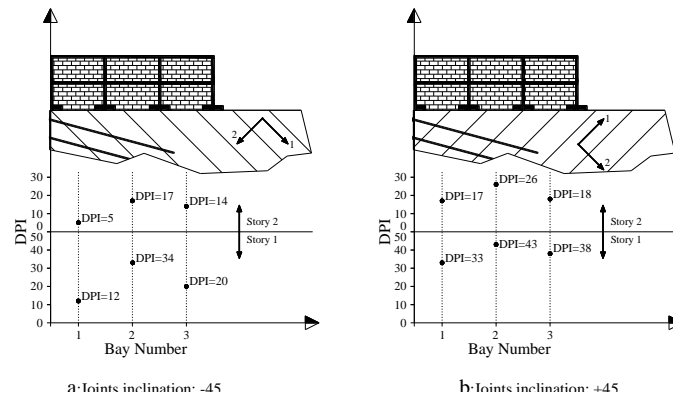 2
1
30
20
10
0
DPI
DPI=5
DPI=17
DPI=14
Story 2
Story 1
50
40
30
20
10
0
DPI=12
DPI=34
DPI=20
1 2 3
Bay Number
a:Joints inclination: -45
1
2
30
20
10
0
DPI
DPI=17
DPI=26
DPI=18
Story 2
Story 1
50
40
30
20
10
0
DPI=33
DPI=43
DPI=38
1 2 3
Bay Number
b:Joints inclination: +45